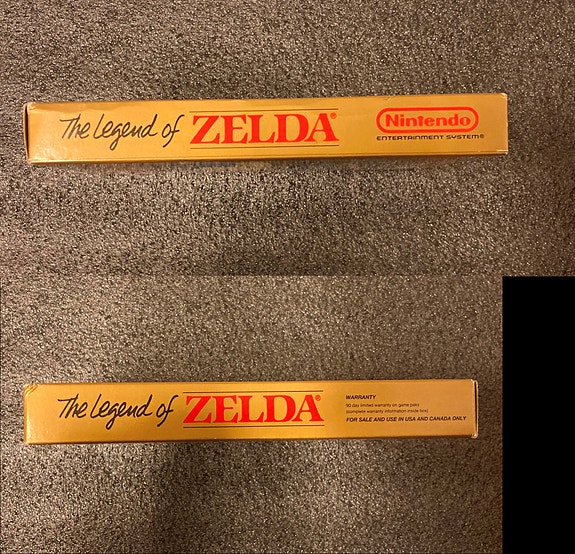 The Legend of ZELDA®
Nintendo®
ENTERTAINMENT SYSTEM®
The Legend of ZELDA®
WARRANTY
90 day limited warranty on game paks
(complete warranty information inside box)
FOR SALE AND USE IN USA AND CANADA ONLY